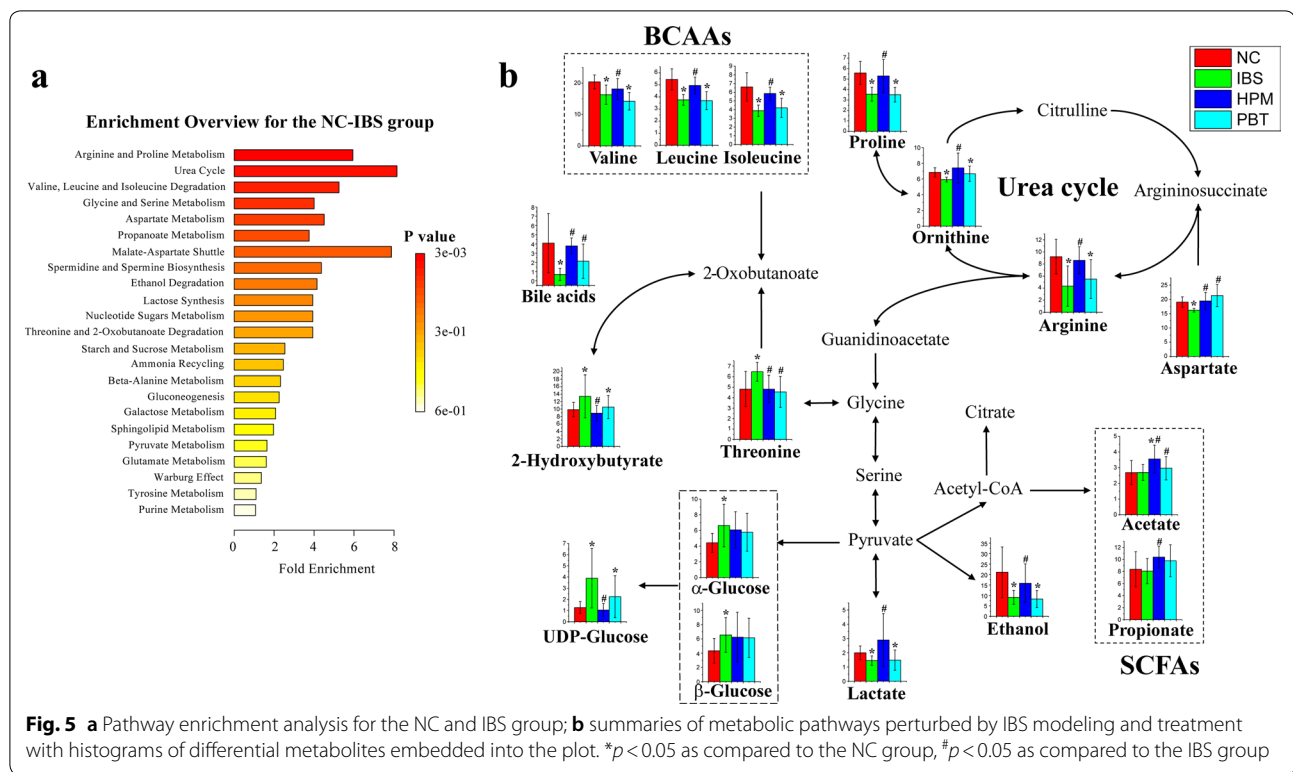 a
Enrichment Overview for the NC-IBS group
Arginine and Proline Metabolism
Urea Cycle
Valine, Leucine and Isoleucine Degradation
Glycine and Serine Metabolism
Aspartate Metabolism
Propanoate Metabolism
Malate-Aspartate Shuttle
Spermidine and Spermine Biosynthesis
Ethanol Degradation
Lactose Synthesis
Nucleotide Sugars Metabolism
Threonine and 2-Oxobutanoate Degradation
Starch and Sucrose Metabolism
Ammonia Recycling
Beta-Alanine Metabolism
Gluconeogenesis
Galactose Metabolism
Sphingolipid Metabolism
Pyruvate Metabolism
Glutamate Metabolism
Warburg Effect
Tyrosine Metabolism
Purine Metabolism
0 2 4 6 8
Fold Enrichment
P value
3e-03
3e-01
6e-01
b
BCAAs
Valine
Leucine
Isoleucine
Proline
Ornithine
Citrulline
Urea cycle
Argininosuccinate
Arginine
Aspartate
NC
IBS
HPM
PBT
Bile acids
2-Oxobutanoate
2-Hydroxybutyrate
Threonine
Guanidinoacetate
Glycine
Serine
Pyruvate
Citrate
Acetyl-CoA
Acetate
Propionate
SCFAs
Ethanol
Lactate
α-Glucose
β-Glucose
UDP-Glucose
Fig. 5 a Pathway enrichment analysis for the NC and IBS group; b summaries of metabolic pathways perturbed by IBS modeling and treatment
with histograms of differential metabolites embedded into the plot. *p < 0.05 as compared to the NC group, #p < 0.05 as compared to the IBS group